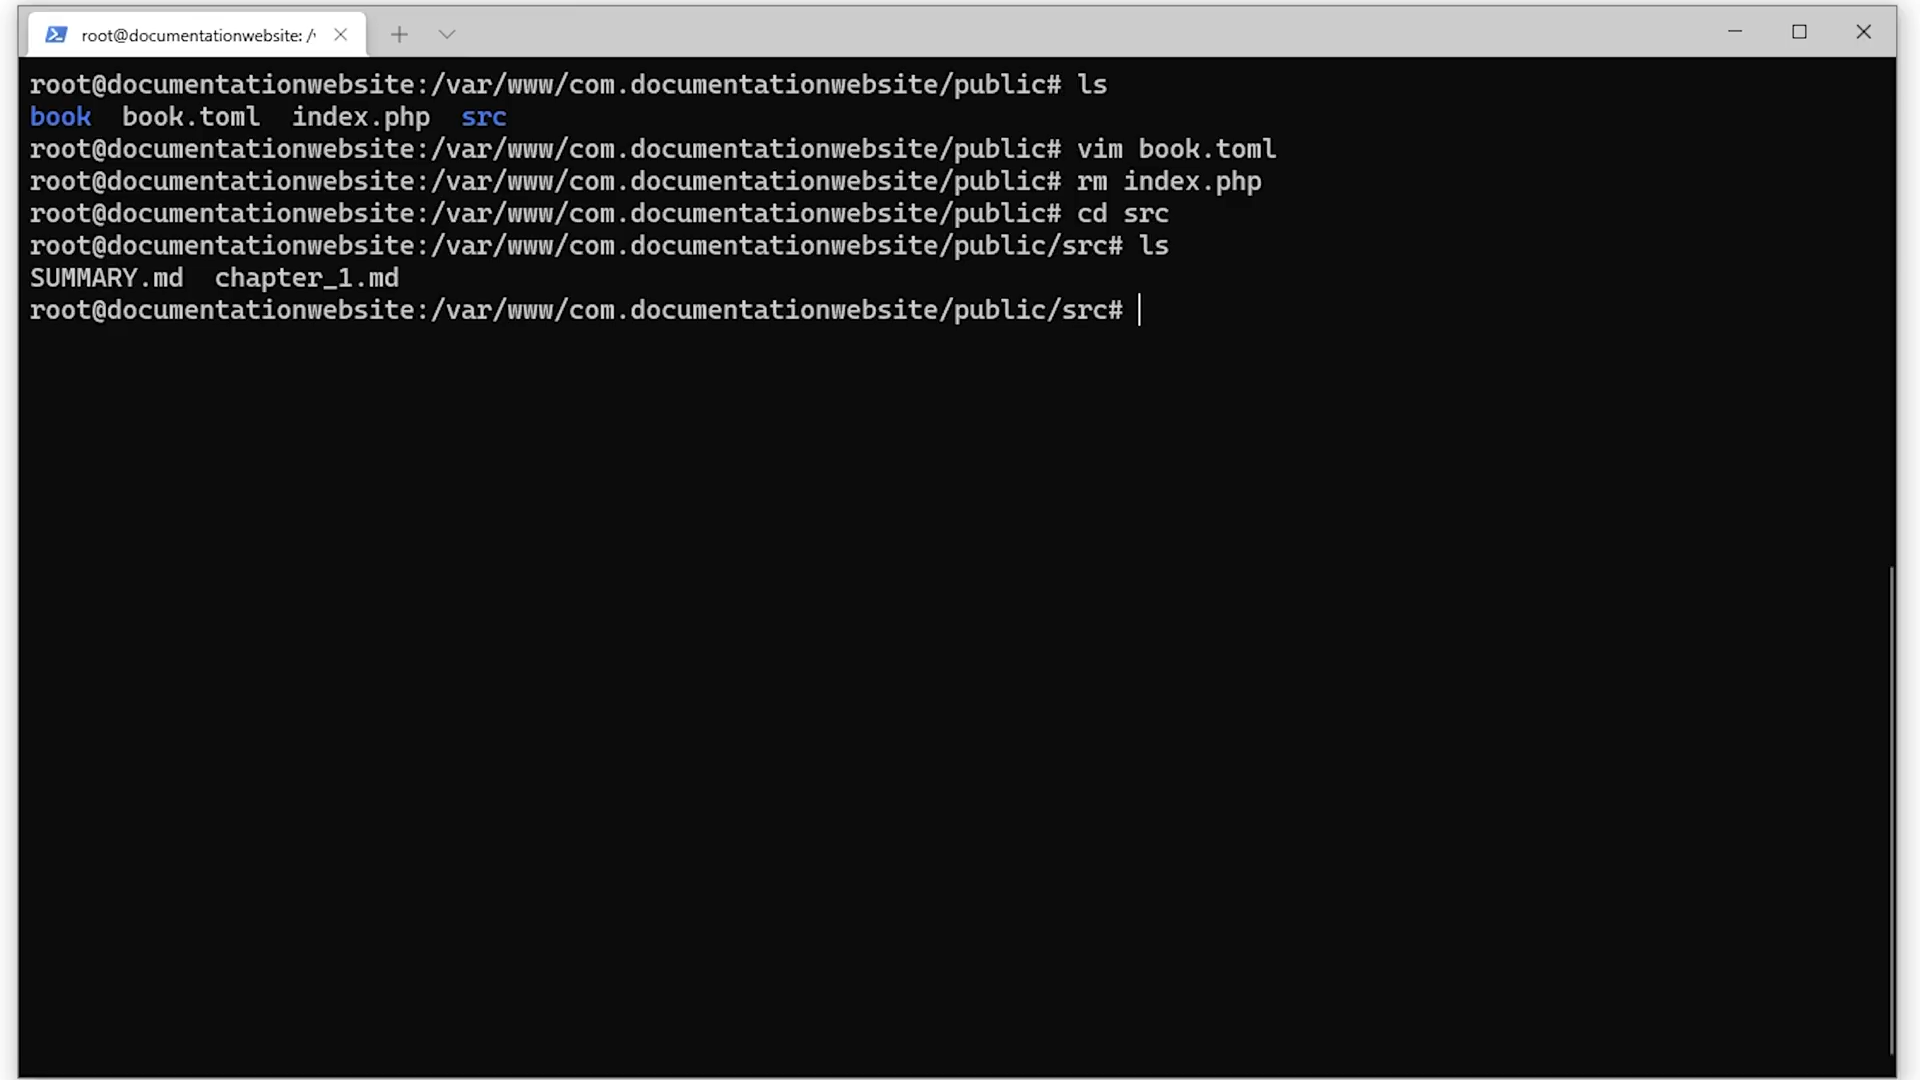 root@documentationwebsite: /
root@documentationwebsite:/var/www/com.documentationwebsite/public# ls
book  book.toml  index.php  src
root@documentationwebsite:/var/www/com.documentationwebsite/public# vim book.toml
root@documentationwebsite:/var/www/com.documentationwebsite/public# rm index.php
root@documentationwebsite:/var/www/com.documentationwebsite/public# cd src
root@documentationwebsite:/var/www/com.documentationwebsite/public/src# ls
SUMMARY.md  chapter_1.md
root@documentationwebsite:/var/www/com.documentationwebsite/public/src#